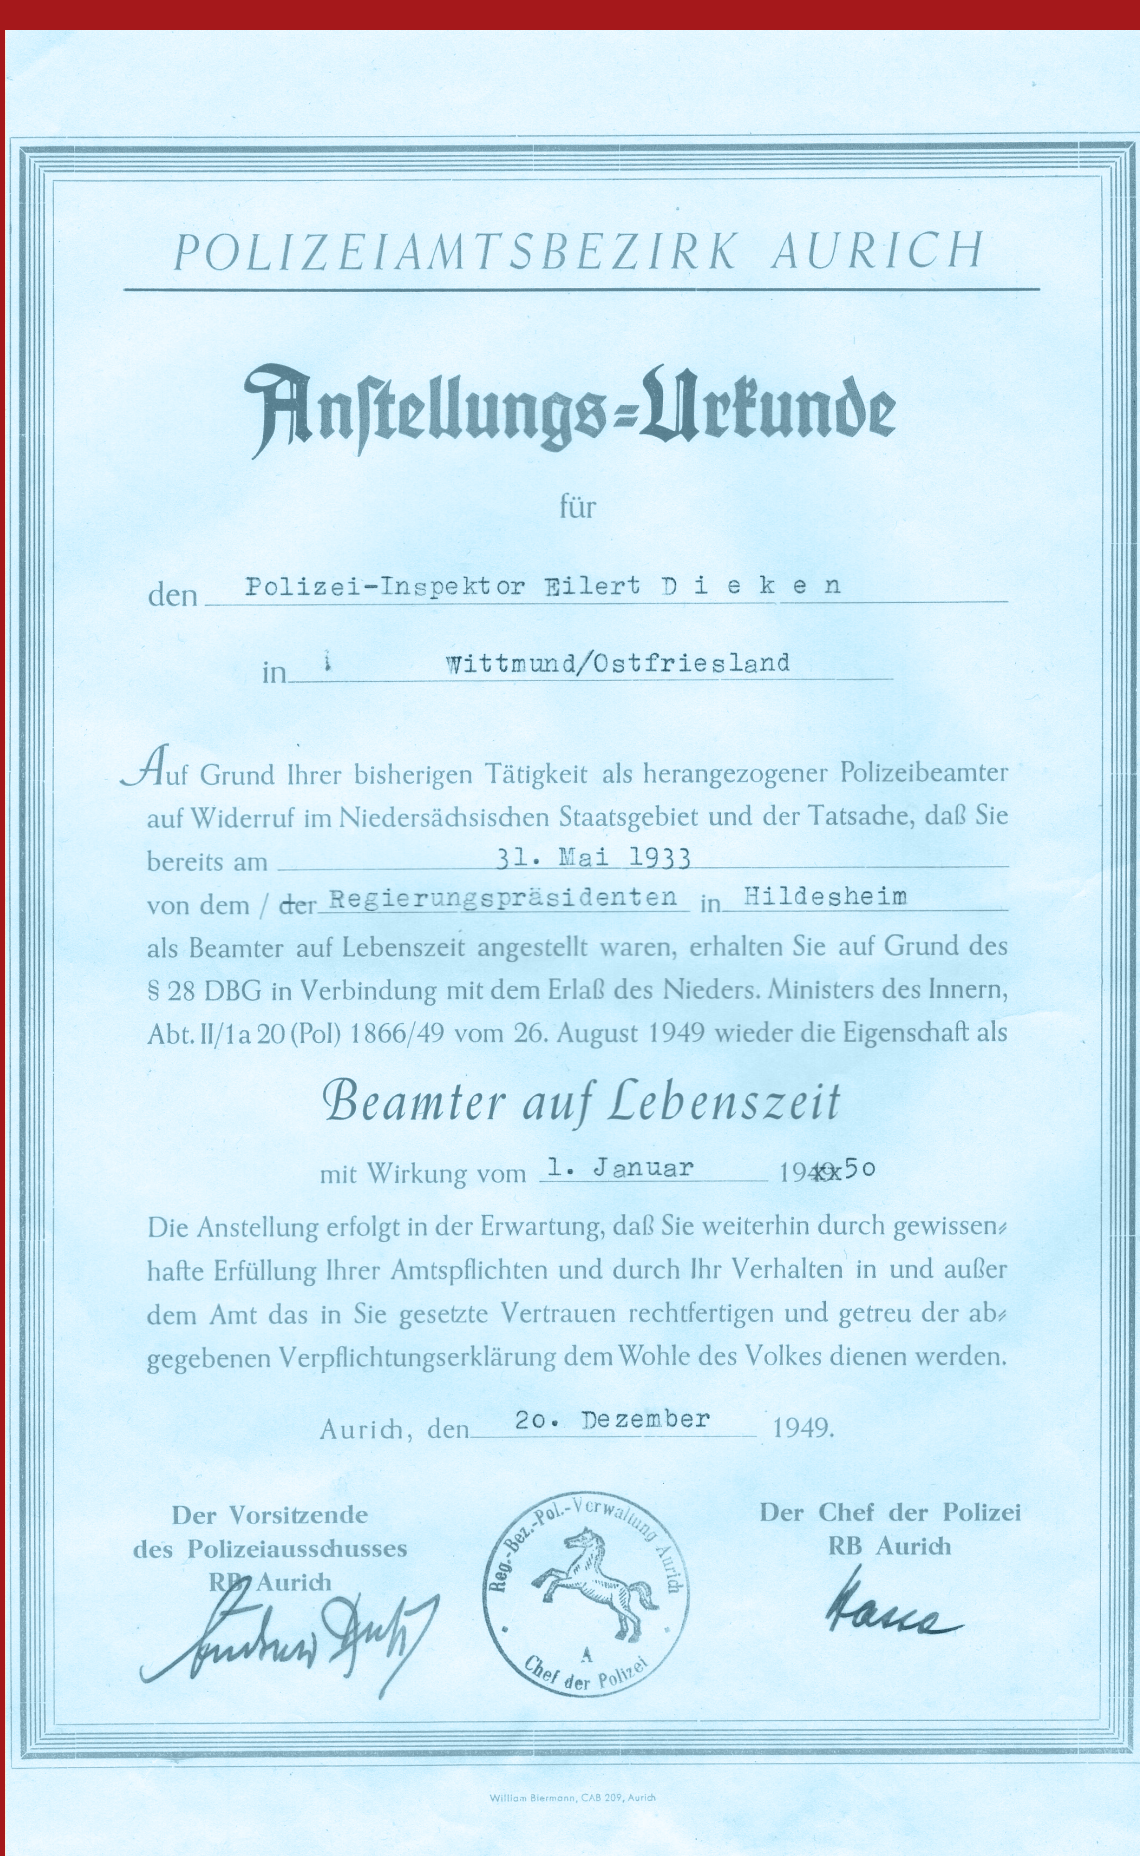 POLIZEIAMTSBEZIRK AURICH
Anstellungs=Urkunde
für
den Polizei-Inspektor Eilert D i e k e n
in Wittmund/Ostfriesland
Auf Grund Ihrer bisherigen Tätigkeit als herangezogener Polizeibeamter
auf Widerruf im Niedersächsischen Staatsgebiet und der Tatsache, daß Sie
bereits am 31. Mai 1933
von dem / der Regierungspräsidenten in Hildesheim
als Beamter auf Lebenszeit angestellt waren, erhalten Sie auf Grund des
§ 28 DBG in Verbindung mit dem Erlaß des Nieders. Ministers des Innern,
Abt. II/1a 20 (Pol) 1866/49 vom 26. August 1949 wieder die Eigenschaft als
Beamter auf Lebenszeit
mit Wirkung vom 1. Januar 1949xx50
Die Anstellung erfolgt in der Erwartung, daß Sie weiterhin durch gewissen=
hafte Erfüllung Ihrer Amtspflichten und durch Ihr Verhalten in und außer
dem Amt das in Sie gesetzte Vertrauen rechtfertigen und getreu der ab=
gegebenen Verpflichtungserklärung dem Wohle des Volkes dienen werden.
Aurich, den 20. Dezember 1949.
Der Vorsitzende
des Polizeiausschusses
RB Aurich
Reg.-Bez.-Pol.-Verwaltung Aurich
A
Chef der Polizei
Der Chef der Polizei
RB Aurich
William Biermann, CAB 209, Aurich